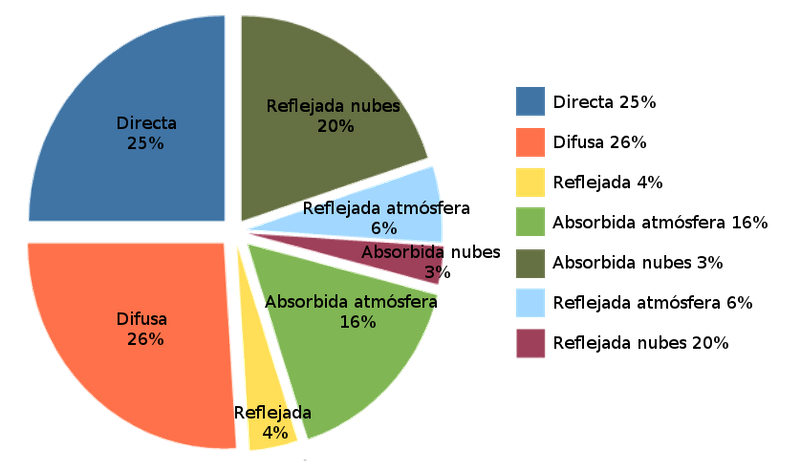 Directa
25%
Reflejada nubes
20%
Reflejada atmósfera
6%
Absorbida nubes
3%
Absorbida atmósfera
16%
Reflejada
4%
Difusa
26%
Directa 25%
Difusa 26%
Reflejada 4%
Absorbida atmósfera 16%
Absorbida nubes 3%
Reflejada atmósfera 6%
Reflejada nubes 20%